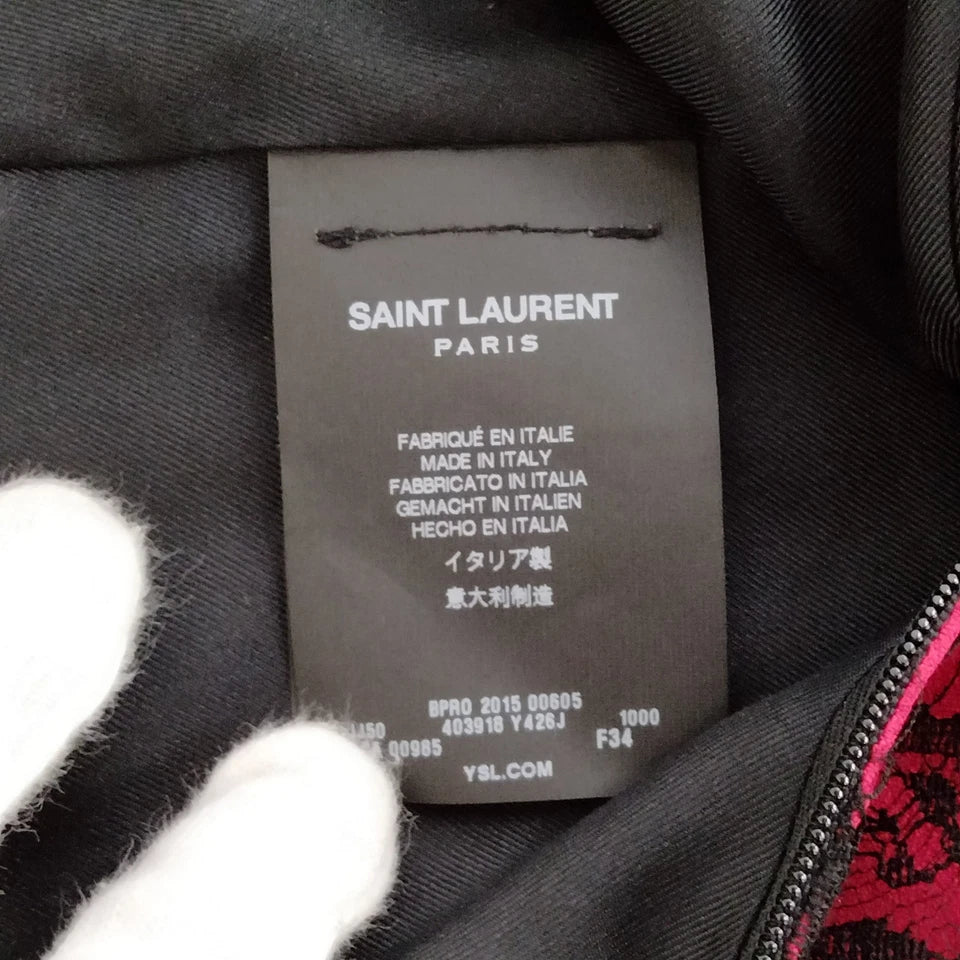 SAINT LAURENT
PARIS
FABRIQUÉ EN ITALIE
MADE IN ITALY
FABBRICATO IN ITALIA
GEMACHT IN ITALIEN
HECHO EN ITALIA
イタリア製
意大利制造
BPRO 2015 00605
403918 Y426J 1000
00985 F34
YSL.COM